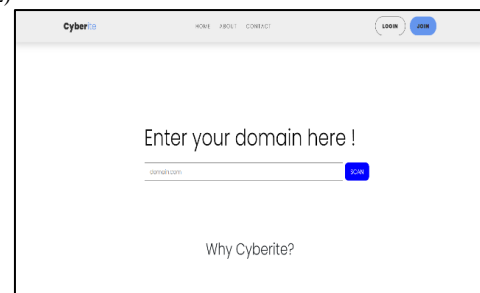 Cyberite HOME ABOUT CONTACT LOGIN JOIN
Enter your domain here !
domain.com SCAN
Why Cyberite?